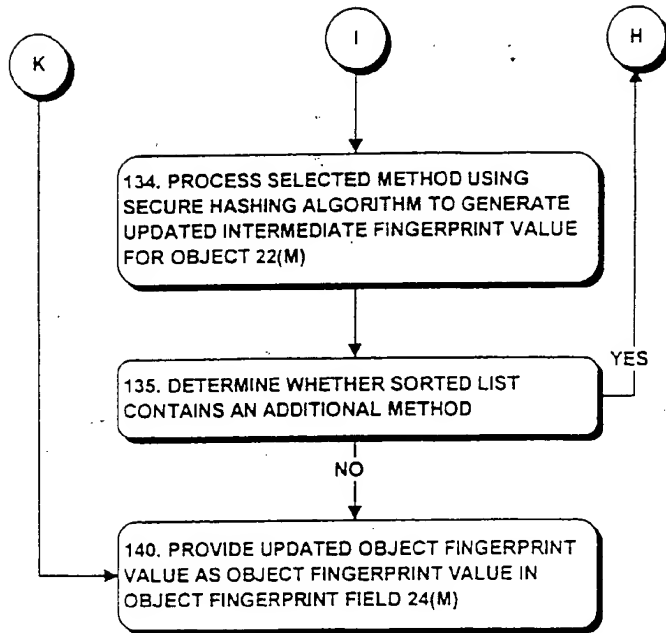 K
I
H
134. PROCESS SELECTED METHOD USING
SECURE HASHING ALGORITHM TO GENERATE
UPDATED INTERMEDIATE FINGERPRINT VALUE
FOR OBJECT 22(M)
YES
135. DETERMINE WHETHER SORTED LIST
CONTAINS AN ADDITIONAL METHOD
NO
140. PROVIDE UPDATED OBJECT FINGERPRINT
VALUE AS OBJECT FINGERPRINT VALUE IN
OBJECT FINGERPRINT FIELD 24(M)